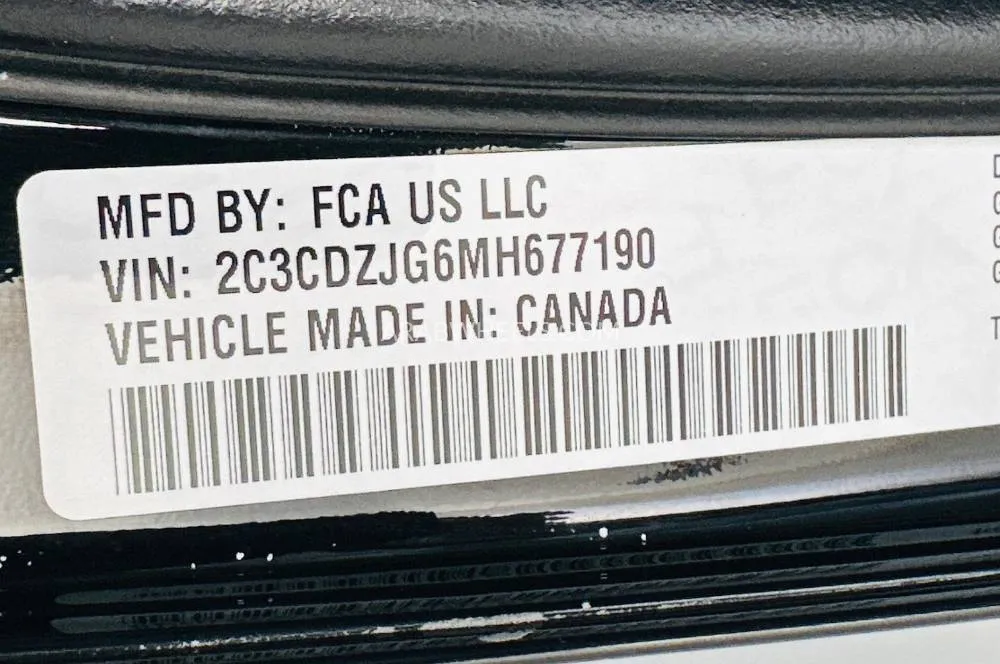 MFD BY: FCA US LLC
VIN: 2C3CDZJG6MH677190
VEHICLE MADE IN: CANADA